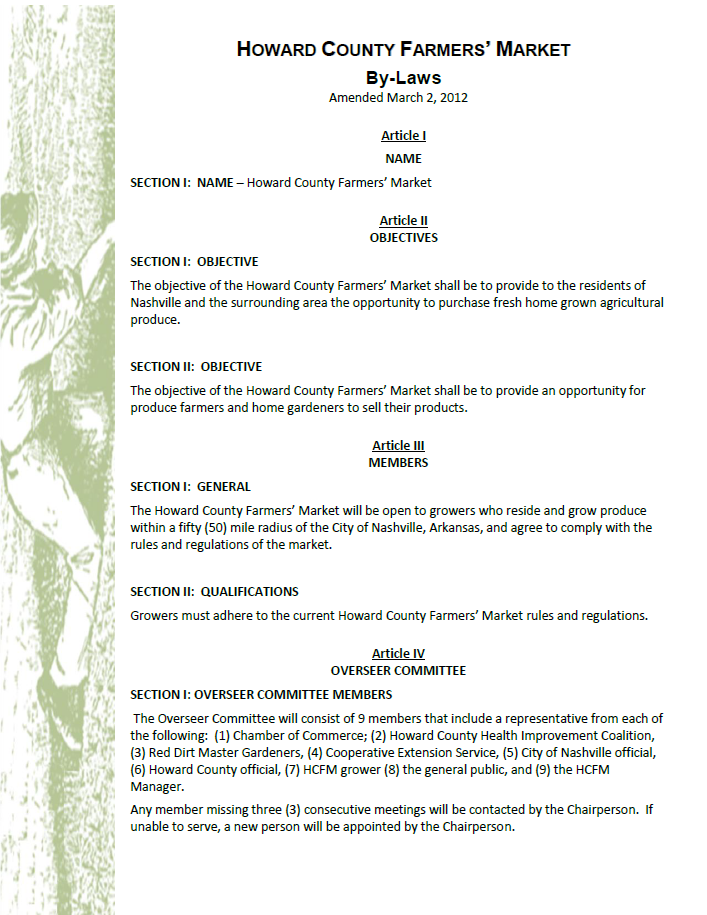 HOWARD COUNTY FARMERS' MARKET
By-Laws
Amended March 2, 2012
Article I
NAME
SECTION I:  NAME – Howard County Farmers' Market
Article II
OBJECTIVES
SECTION I:  OBJECTIVE
The objective of the Howard County Farmers' Market shall be to provide to the residents of
Nashville and the surrounding area the opportunity to purchase fresh home grown agricultural
produce.
SECTION II:  OBJECTIVE
The objective of the Howard County Farmers' Market shall be to provide an opportunity for
produce farmers and home gardeners to sell their products.
Article III
MEMBERS
SECTION I:  GENERAL
The Howard County Farmers' Market will be open to growers who reside and grow produce
within a fifty (50) mile radius of the City of Nashville, Arkansas, and agree to comply with the
rules and regulations of the market.
SECTION II:  QUALIFICATIONS
Growers must adhere to the current Howard County Farmers' Market rules and regulations.
Article IV
OVERSEER COMMITTEE
SECTION I: OVERSEER COMMITTEE MEMBERS
The Overseer Committee will consist of 9 members that include a representative from each of
the following:  (1) Chamber of Commerce; (2) Howard County Health Improvement Coalition,
(3) Red Dirt Master Gardeners, (4) Cooperative Extension Service, (5) City of Nashville official,
(6) Howard County official, (7) HCFM grower (8) the general public, and (9) the HCFM
Manager.
Any member missing three (3) consecutive meetings will be contacted by the Chairperson.  If
unable to serve, a new person will be appointed by the Chairperson.